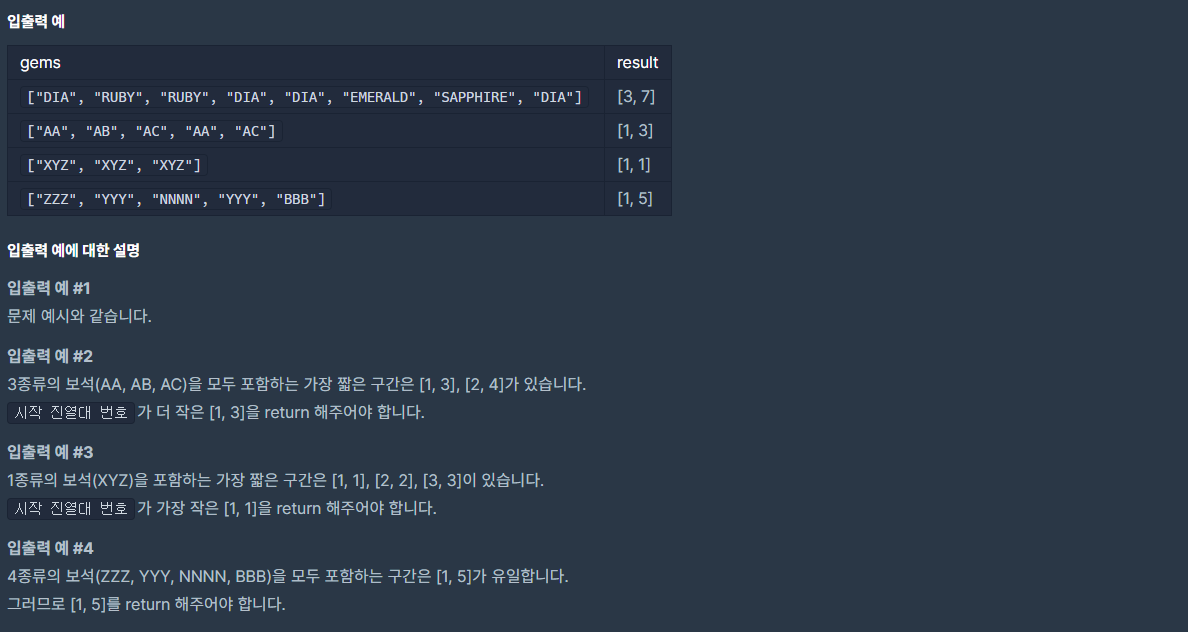 입출력 예
gems result
["DIA", "RUBY", "RUBY", "DIA", "DIA", "EMERALD", "SAPPHIRE", "DIA"] [3, 7]
["AA", "AB", "AC", "AA", "AC"] [1, 3]
["XYZ", "XYZ", "XYZ"] [1, 1]
["ZZZ", "YYY", "NNNN", "YYY", "BBB"] [1, 5]
입출력 예에 대한 설명
입출력 예 #1
문제 예시와 같습니다.
입출력 예 #2
3종류의 보석(AA, AB, AC)을 모두 포함하는 가장 짧은 구간은 [1, 3], [2, 4]가 있습니다.
시작 진열대 번호가 더 작은 [1, 3]을 return 해주어야 합니다.
입출력 예 #3
1종류의 보석(XYZ)을 포함하는 가장 짧은 구간은 [1, 1], [2, 2], [3, 3]이 있습니다.
시작 진열대 번호가 가장 작은 [1, 1]을 return 해주어야 합니다.
입출력 예 #4
4종류의 보석(ZZZ, YYY, NNNN, BBB)을 모두 포함하는 구간은 [1, 5]가 유일합니다.
그러므로 [1, 5]를 return 해주어야 합니다.